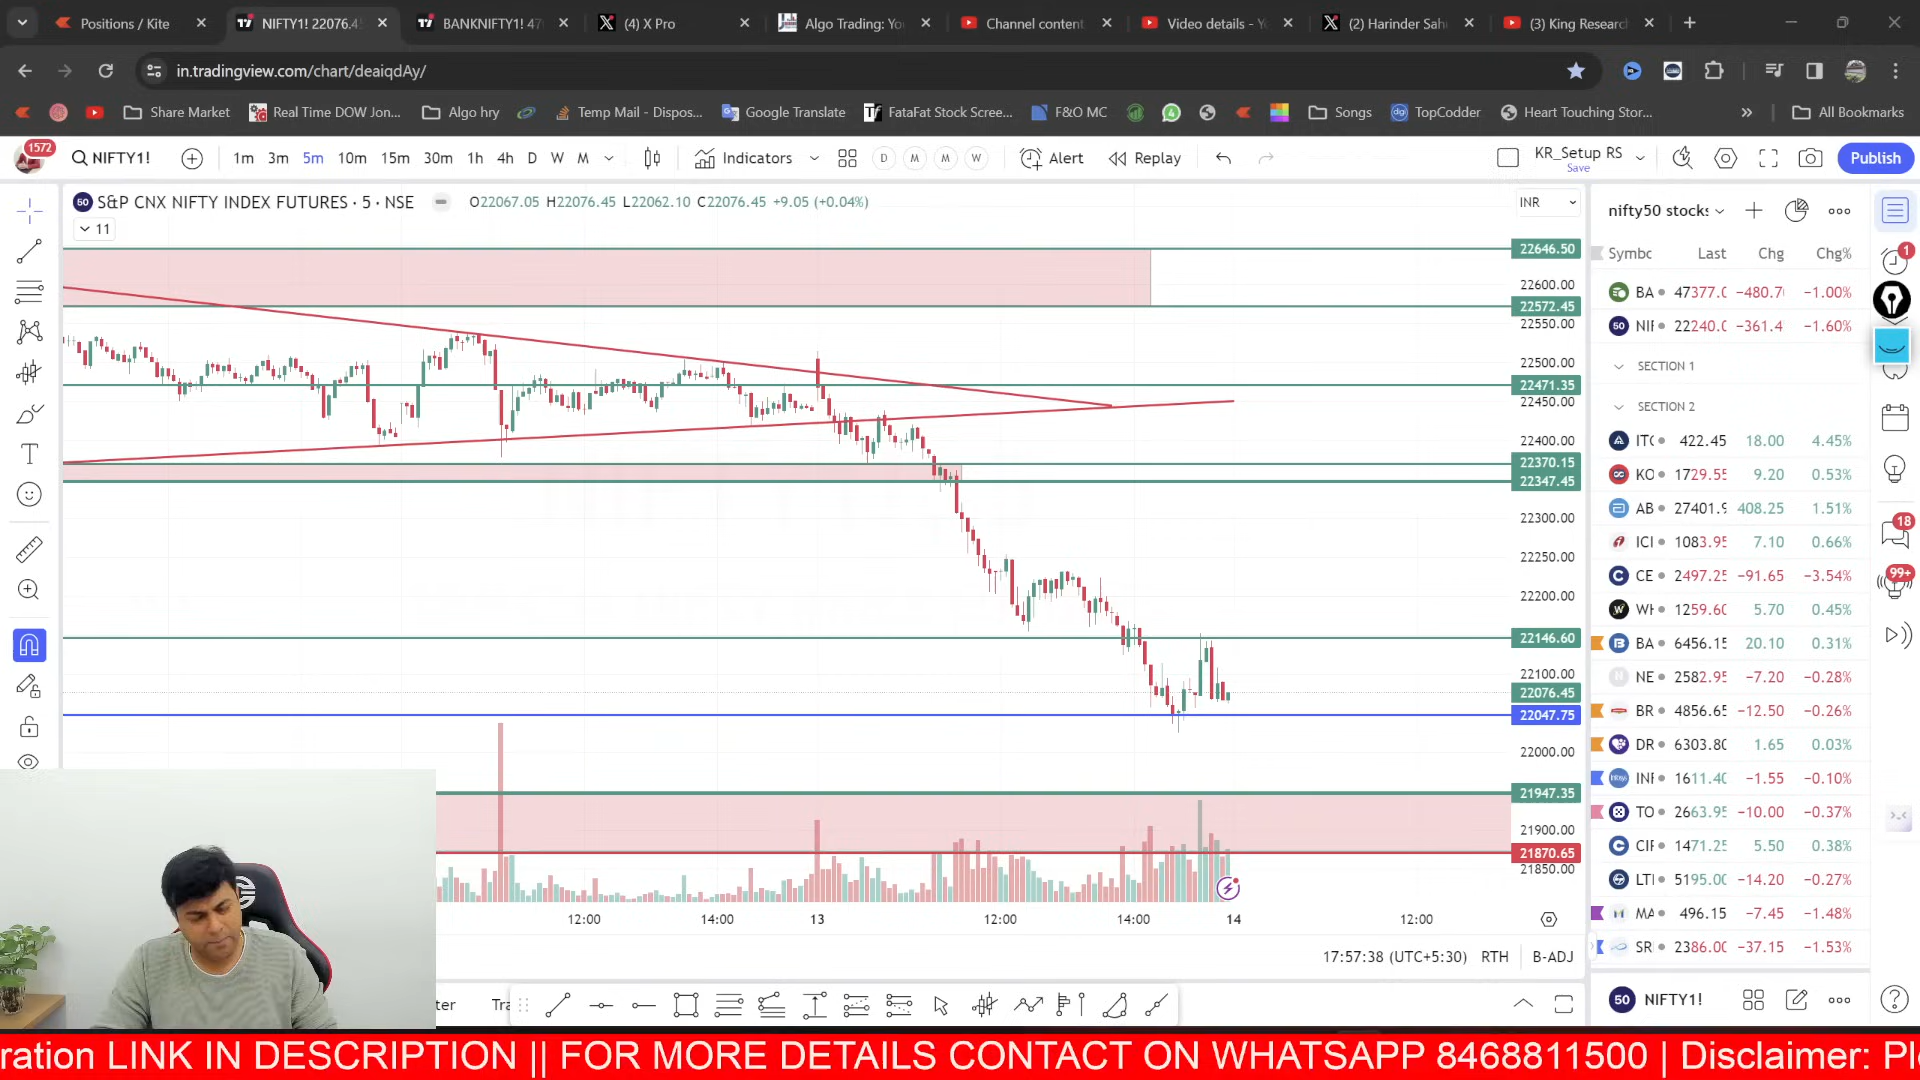 Positions / Kite
NIFTY1! 22076.45
BANKNIFTY1! 47
(4) X Pro
Algo Trading: Yo
Channel content
Video details - Y
(2) Harinder Sah
(3) King Researc
in.tradingview.com/chart/deaiqdAy/
Share Market
Real Time DOW Jon...
Algo hry
Temp Mail - Dispos...
Google Translate
FataFat Stock Scree...
F&O MC
Songs
TopCodder
Heart Touching Stor...
»
All Bookmarks
1572
NIFTY1!
1m 3m 5m 10m 15m 30m 1h 4h D W M
Indicators
D M M W
Alert
Replay
KR_Setup RS
Save
Publish
50 S&P CNX NIFTY INDEX FUTURES · 5 · NSE
O22067.05 H22076.45 L22062.10 C22076.45 +9.05 (+0.04%)
INR
11
22646.50
22600.00
22572.45
22550.00
22500.00
22471.35
22450.00
22400.00
22370.15
22347.45
22300.00
22250.00
22200.00
22146.60
22100.00
22076.45
22047.75
22000.00
21947.35
21900.00
21870.65
21850.00
12:00 14:00 13 12:00 14:00 14 12:00
17:57:38 (UTC+5:30) RTH B-ADJ
ter Tra
nifty50 stocks
Symbc Last Chg Chg%
BA 47377.0 −480.7 −1.00%
50 NIF 22240.0 −361.4 −1.60%
SECTION 1
SECTION 2
ITC 422.45 18.00 4.45%
KO 1729.55 9.20 0.53%
AB 27401.9 408.25 1.51%
ICI 1083.95 7.10 0.66%
CE 2497.25 −91.65 −3.54%
WH 1259.60 5.70 0.45%
BA 6456.15 20.10 0.31%
NE 2582.95 −7.20 −0.28%
BR 4856.65 −12.50 −0.26%
DR 6303.80 1.65 0.03%
INF 1611.40 −1.55 −0.10%
TO 2663.95 −10.00 −0.37%
CIF 1471.25 5.50 0.38%
LTI 5195.00 −14.20 −0.27%
MA 496.15 −7.45 −1.48%
SR 2386.00 −37.15 −1.53%
50 NIFTY1!
1
18
99+
ration LINK IN DESCRIPTION || FOR MORE DETAILS CONTACT ON WHATSAPP 8468811500 | Disclaimer: Pl